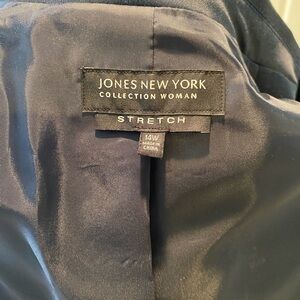 JONES NEW YORK
COLLECTION WOMAN
STRETCH
14W
MADE IN
CHINA